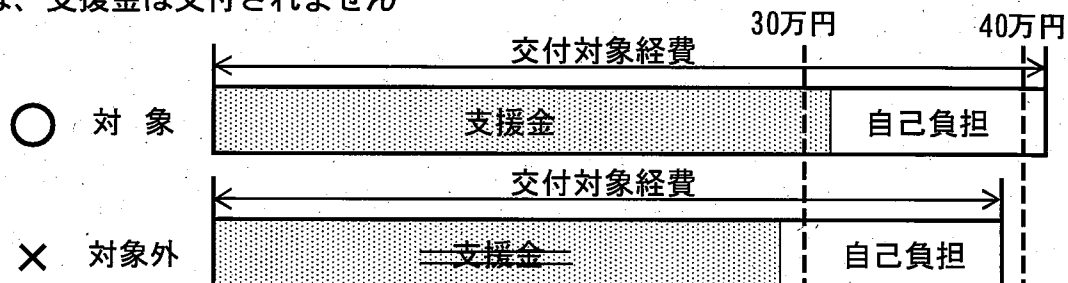 は、支援金は交付されません
30万円 40万円
交付対象経費
○ 対 象 支援金 自己負担
交付対象経費
× 対象外 支援金 自己負担